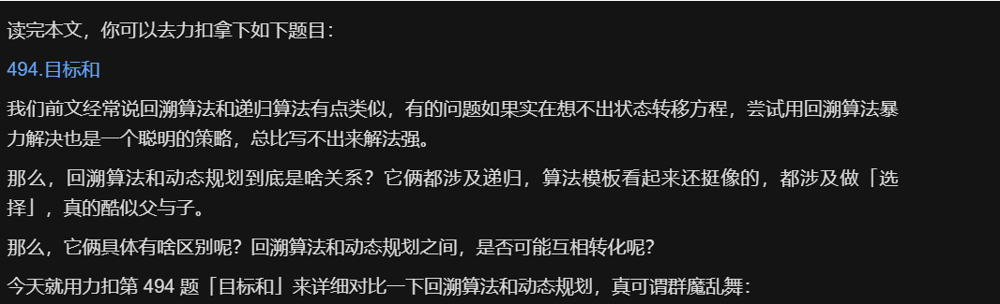 读完本文，你可以去力扣拿下如下题目：
494.目标和
我们前文经常说回溯算法和递归算法有点类似，有的问题如果实在想不出状态转移方程，尝试用回溯算法暴
力解决也是一个聪明的策略，总比写不出来解法强。
那么，回溯算法和动态规划到底是啥关系？它俩都涉及递归，算法模板看起来还挺像的，都涉及做「选
择」，真的酷似父与子。
那么，它俩具体有啥区别呢？回溯算法和动态规划之间，是否可能互相转化呢？
今天就用力扣第 494 题「目标和」来详细对比一下回溯算法和动态规划，真可谓群魔乱舞：